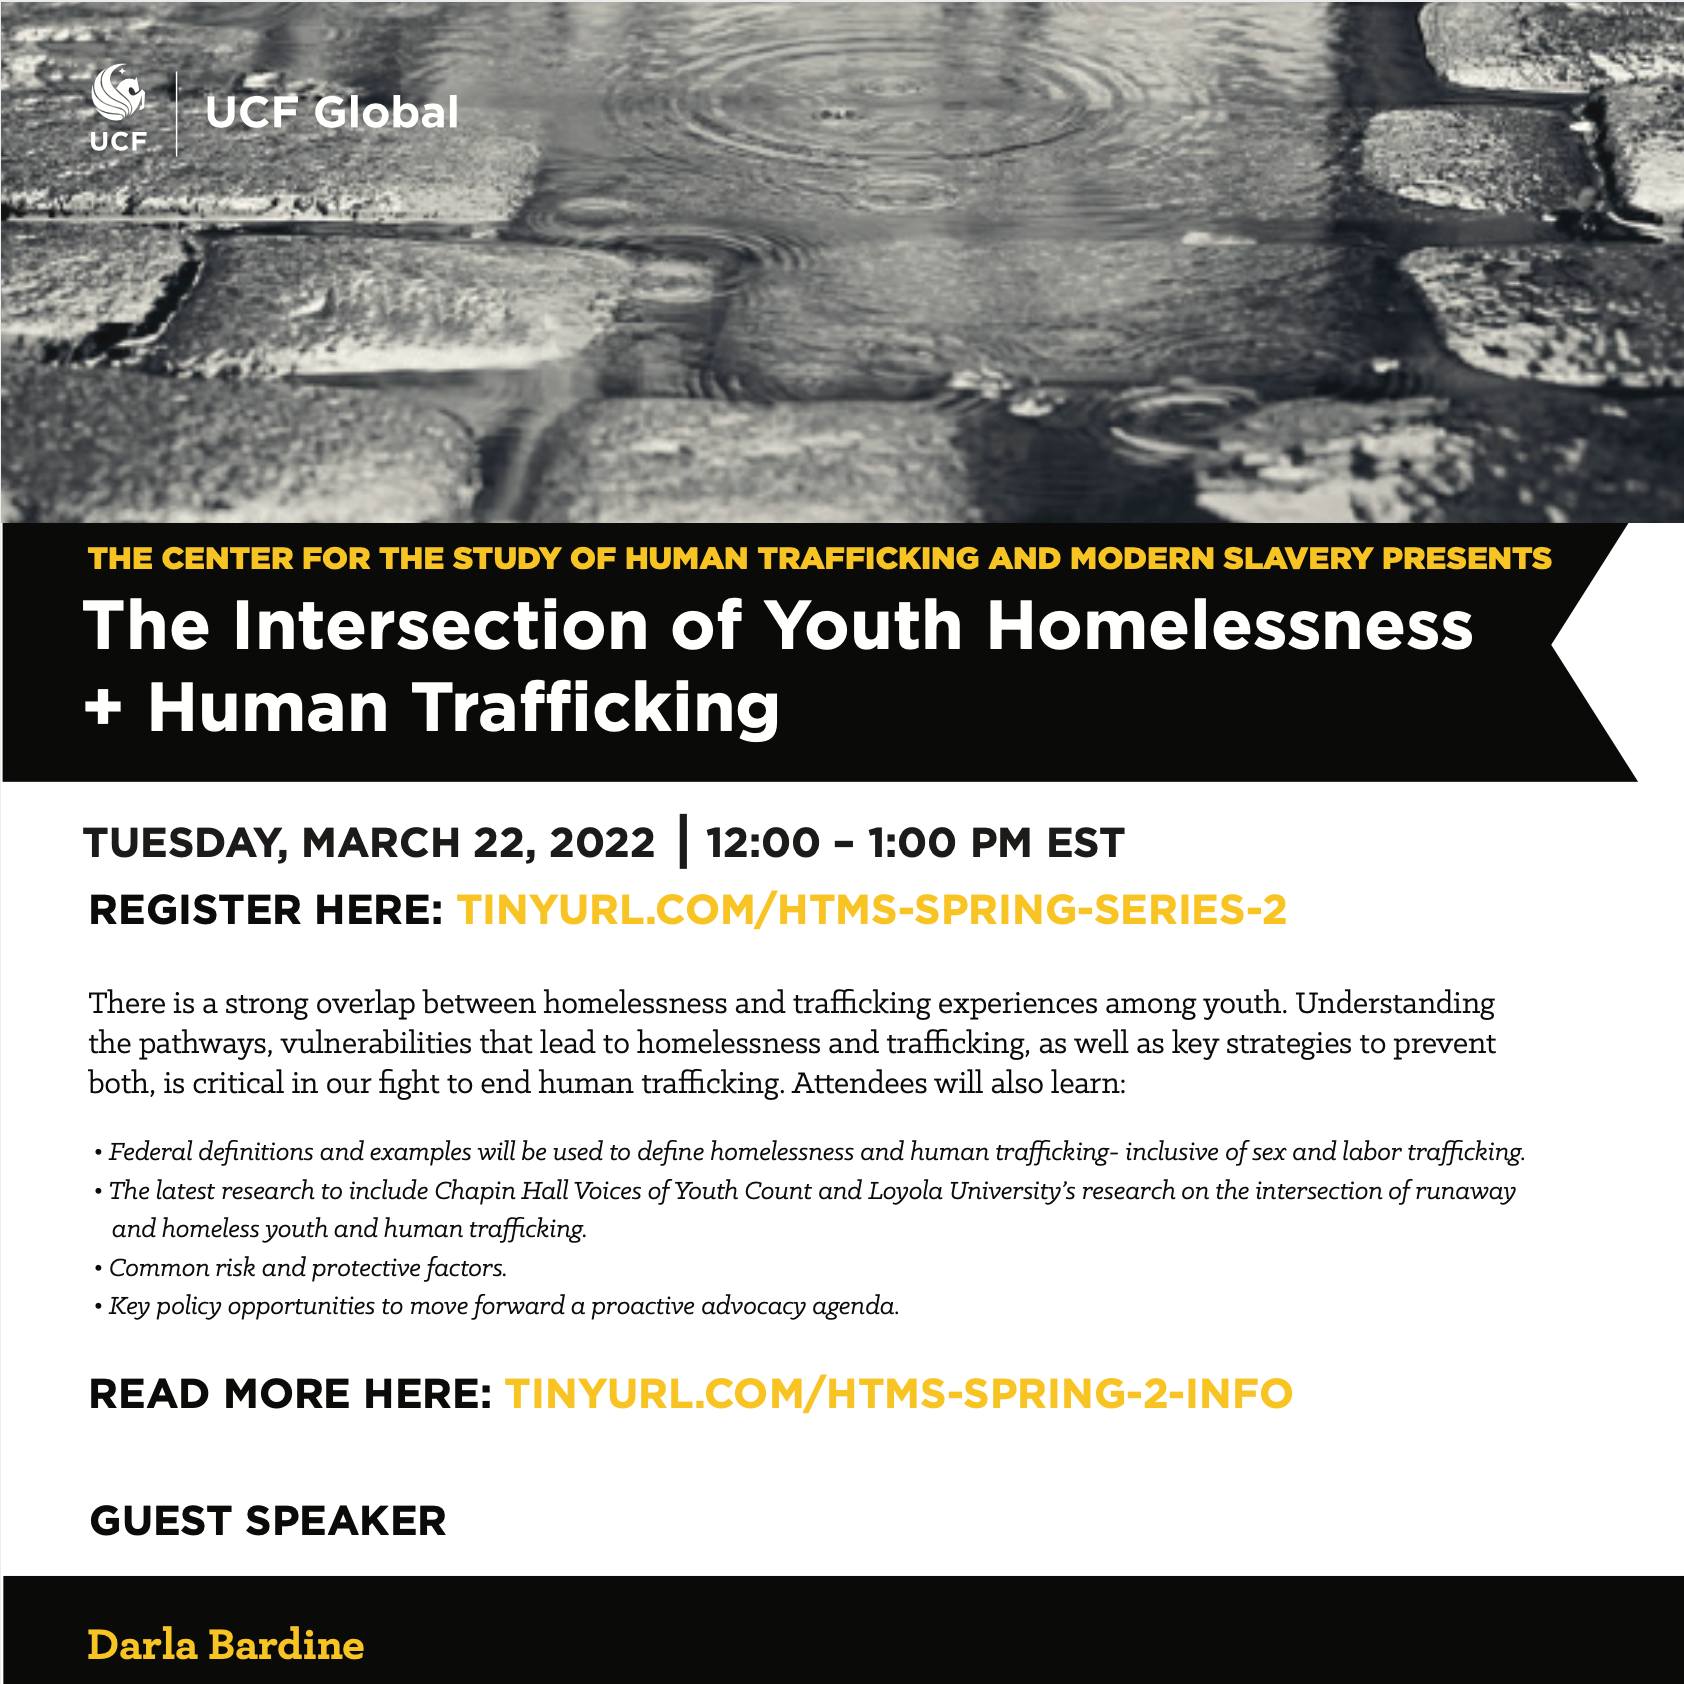 UCF
UCF Global
THE CENTER FOR THE STUDY OF HUMAN TRAFFICKING AND MODERN SLAVERY PRESENTS
The Intersection of Youth Homelessness
+ Human Trafficking
TUESDAY, MARCH 22, 2022 | 12:00 – 1:00 PM EST
REGISTER HERE: TINYURL.COM/HTMS-SPRING-SERIES-2
There is a strong overlap between homelessness and trafficking experiences among youth. Understanding
the pathways, vulnerabilities that lead to homelessness and trafficking, as well as key strategies to prevent
both, is critical in our fight to end human trafficking. Attendees will also learn:
• Federal definitions and examples will be used to define homelessness and human trafficking- inclusive of sex and labor trafficking.
• The latest research to include Chapin Hall Voices of Youth Count and Loyola University’s research on the intersection of runaway
and homeless youth and human trafficking.
• Common risk and protective factors.
• Key policy opportunities to move forward a proactive advocacy agenda.
READ MORE HERE: TINYURL.COM/HTMS-SPRING-2-INFO
GUEST SPEAKER
Darla Bardine